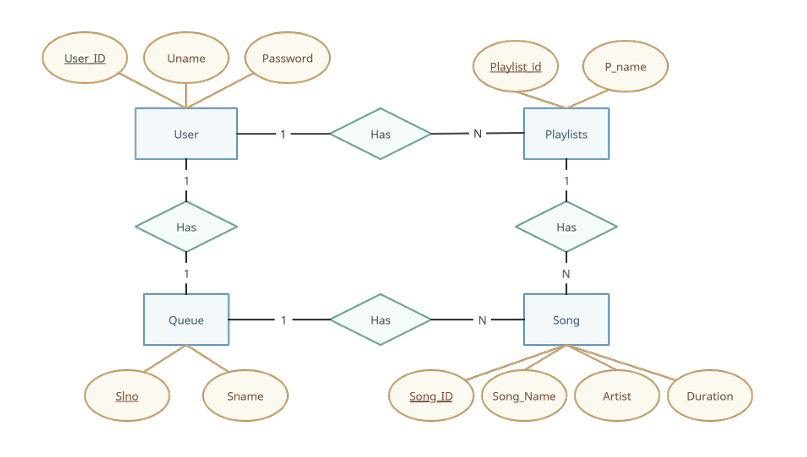 User_ID
Uname
Password
Playlist_id
P_name
User
1
Has
N
Playlists
1
1
Has
Has
1
N
Queue
1
Has
N
Song
Slno
Sname
Song_ID
Song_Name
Artist
Duration